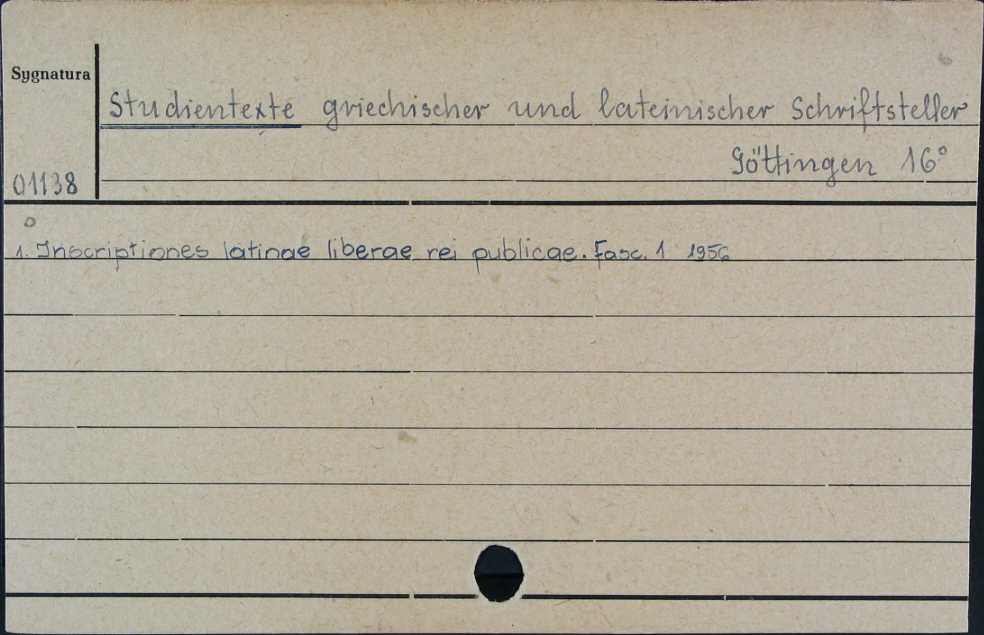 Sygnatura
Studientexte griechischer und lateinischer Schriftsteller
Göttingen 16°
01138
1. Inscriptiones latinae liberae rei publicae. Fasc. 1 1956